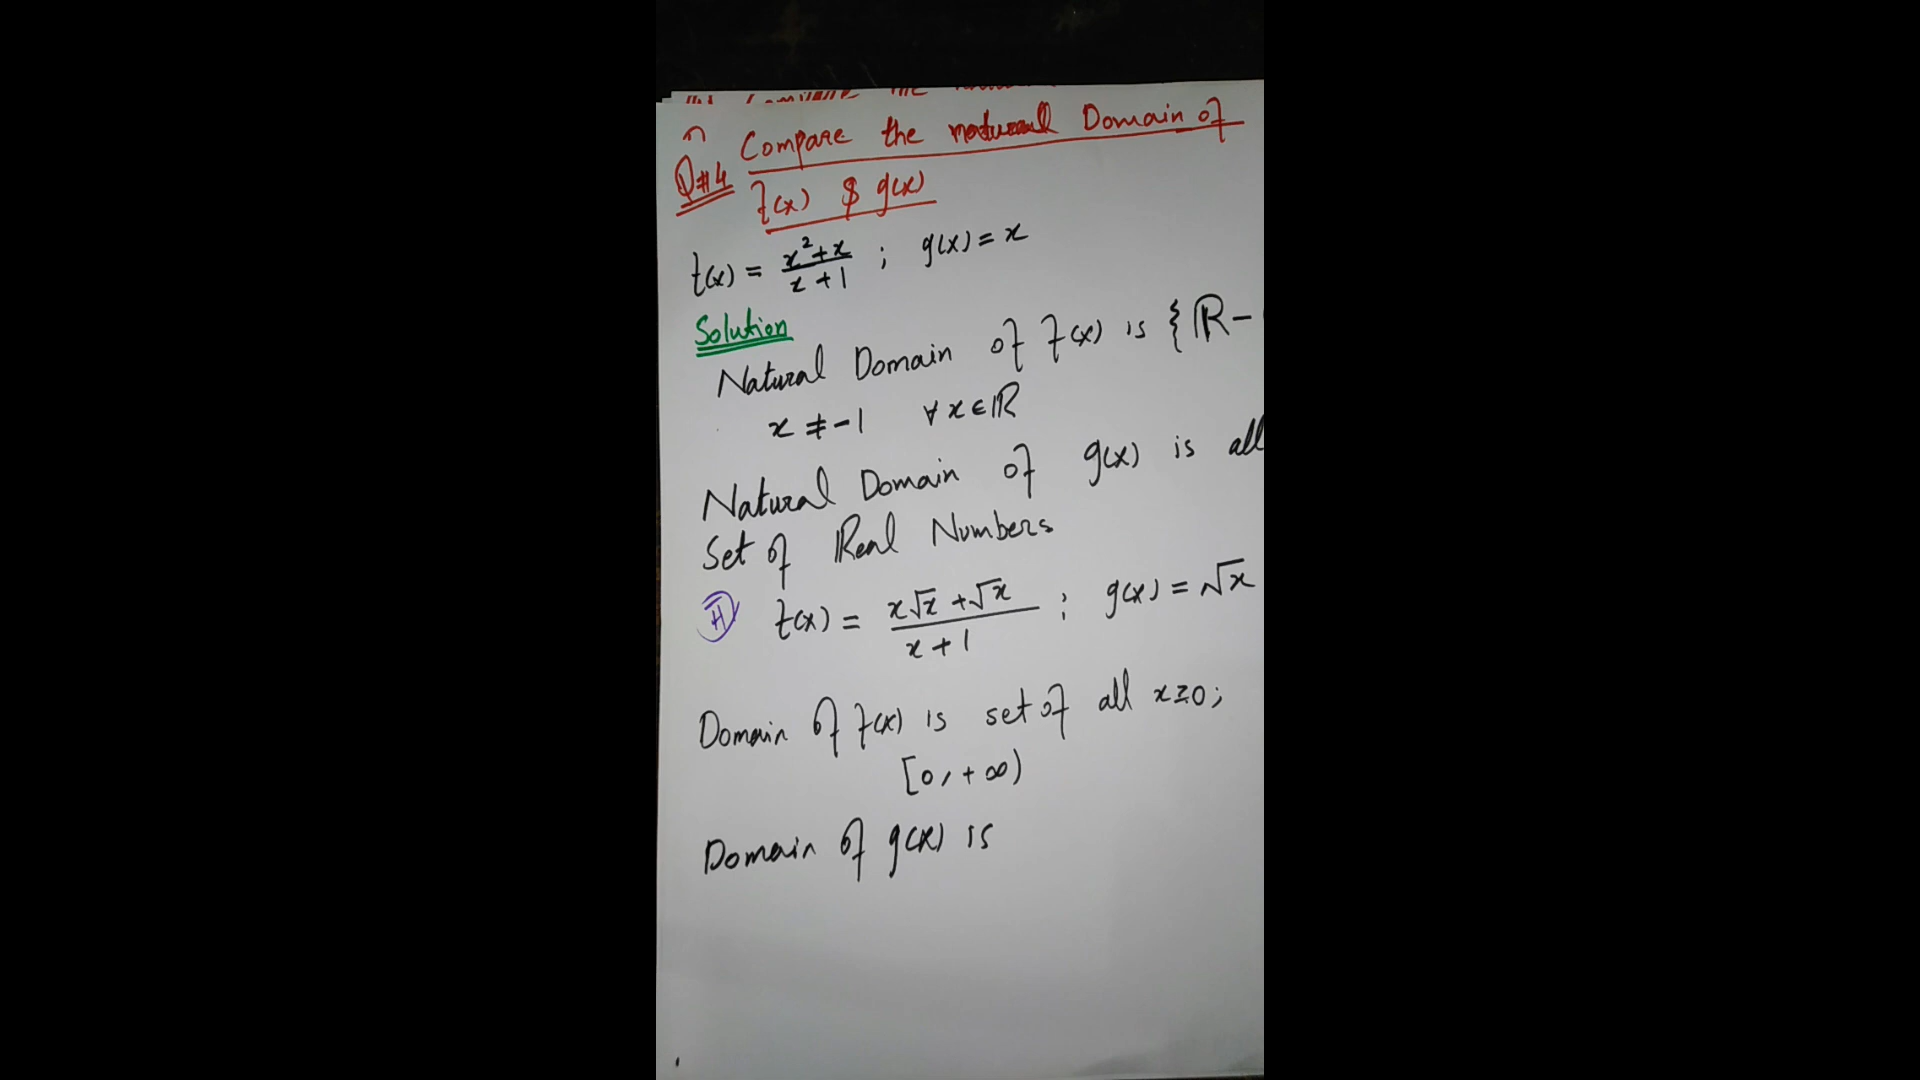 Compare the natural Domain of
Q#4 f(x) & g(x)
f(x) = x²+x / x+1 ; g(x) = x
Solution
Natural Domain of f(x) is {ℝ-
x ≠ -1 ∀ x ∈ ℝ
Natural Domain of g(x) is all
Set of Real Numbers
II f(x) = x√x + √x / x+1 ; g(x) = √x
Domain of f(x) is set of all x≥0;
[0, +∞)
Domain of g(x) is